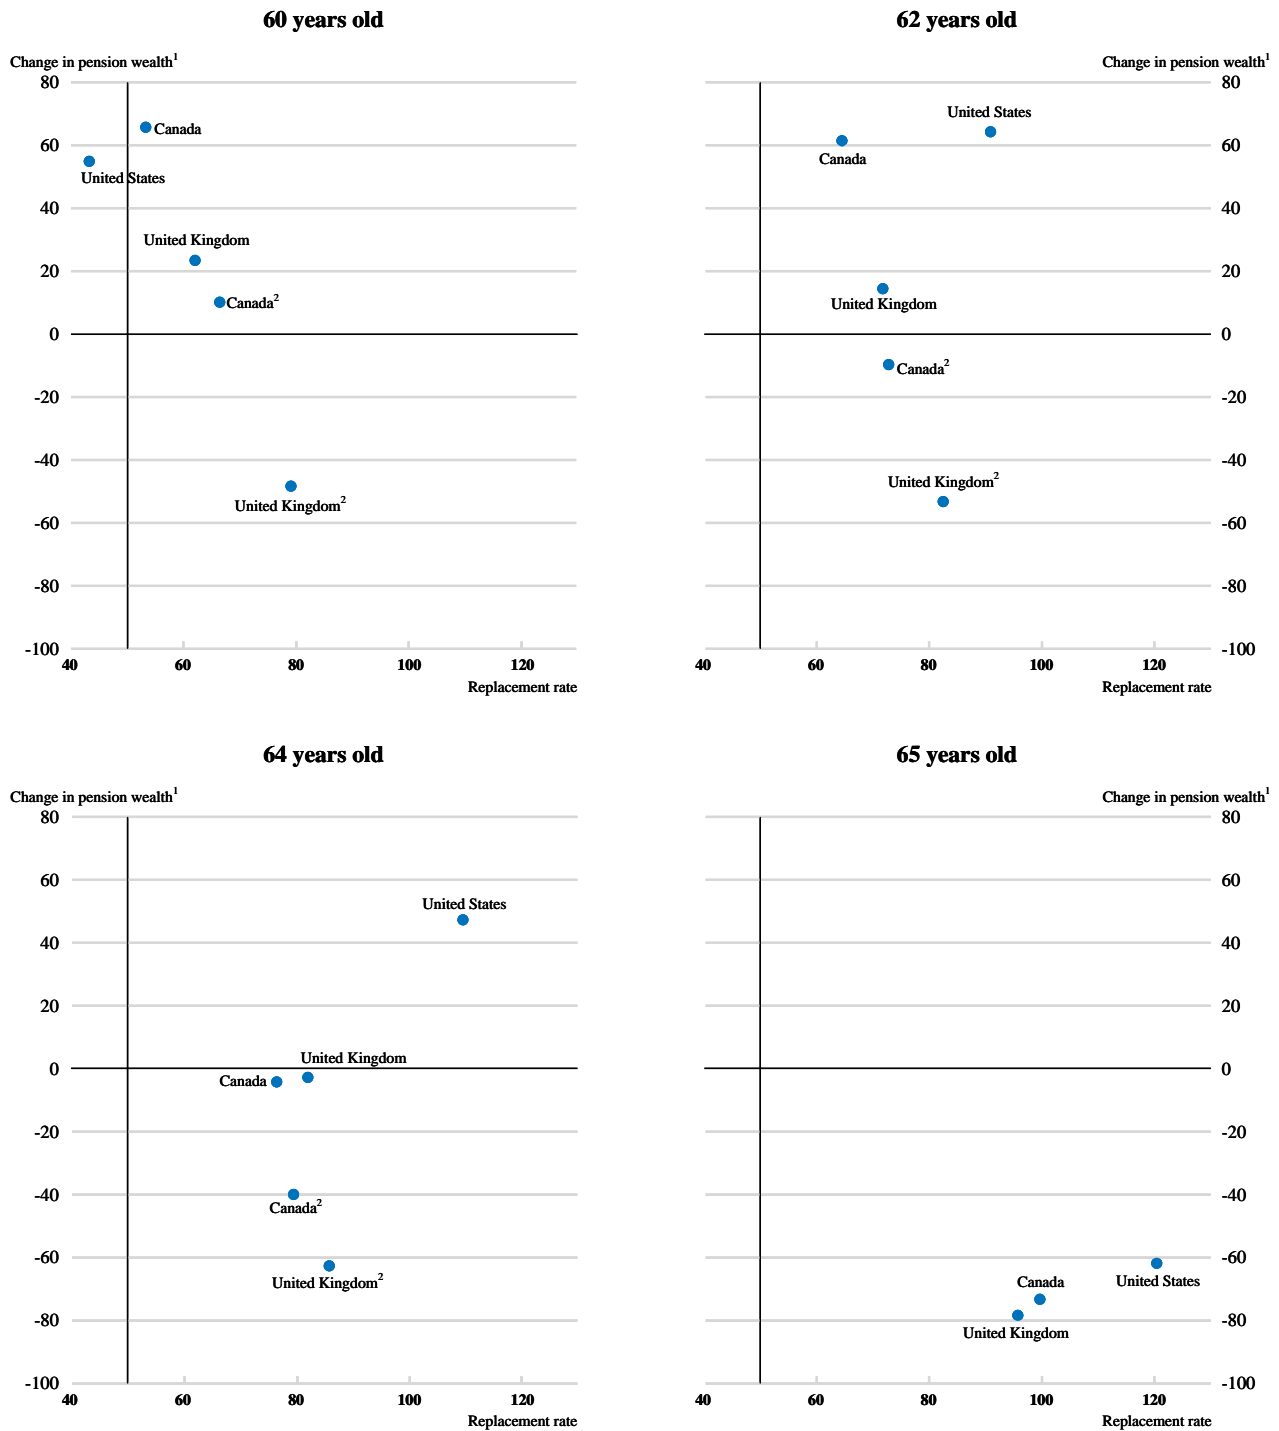 60 years old
Change in pension wealth¹
80
60
40
20
0
-20
-40
-60
-80
-100
Canada
United States
United Kingdom
Canada²
United Kingdom²
40 60 80 100 120
Replacement rate
62 years old
Change in pension wealth¹
80
60
40
20
0
-20
-40
-60
-80
-100
United States
Canada
United Kingdom
Canada²
United Kingdom²
40 60 80 100 120
Replacement rate
64 years old
Change in pension wealth¹
80
60
40
20
0
-20
-40
-60
-80
-100
United States
United Kingdom
Canada
Canada²
United Kingdom²
40 60 80 100 120
Replacement rate
65 years old
Change in pension wealth¹
80
60
40
20
0
-20
-40
-60
-80
-100
Canada
United States
United Kingdom
40 60 80 100 120
Replacement rate